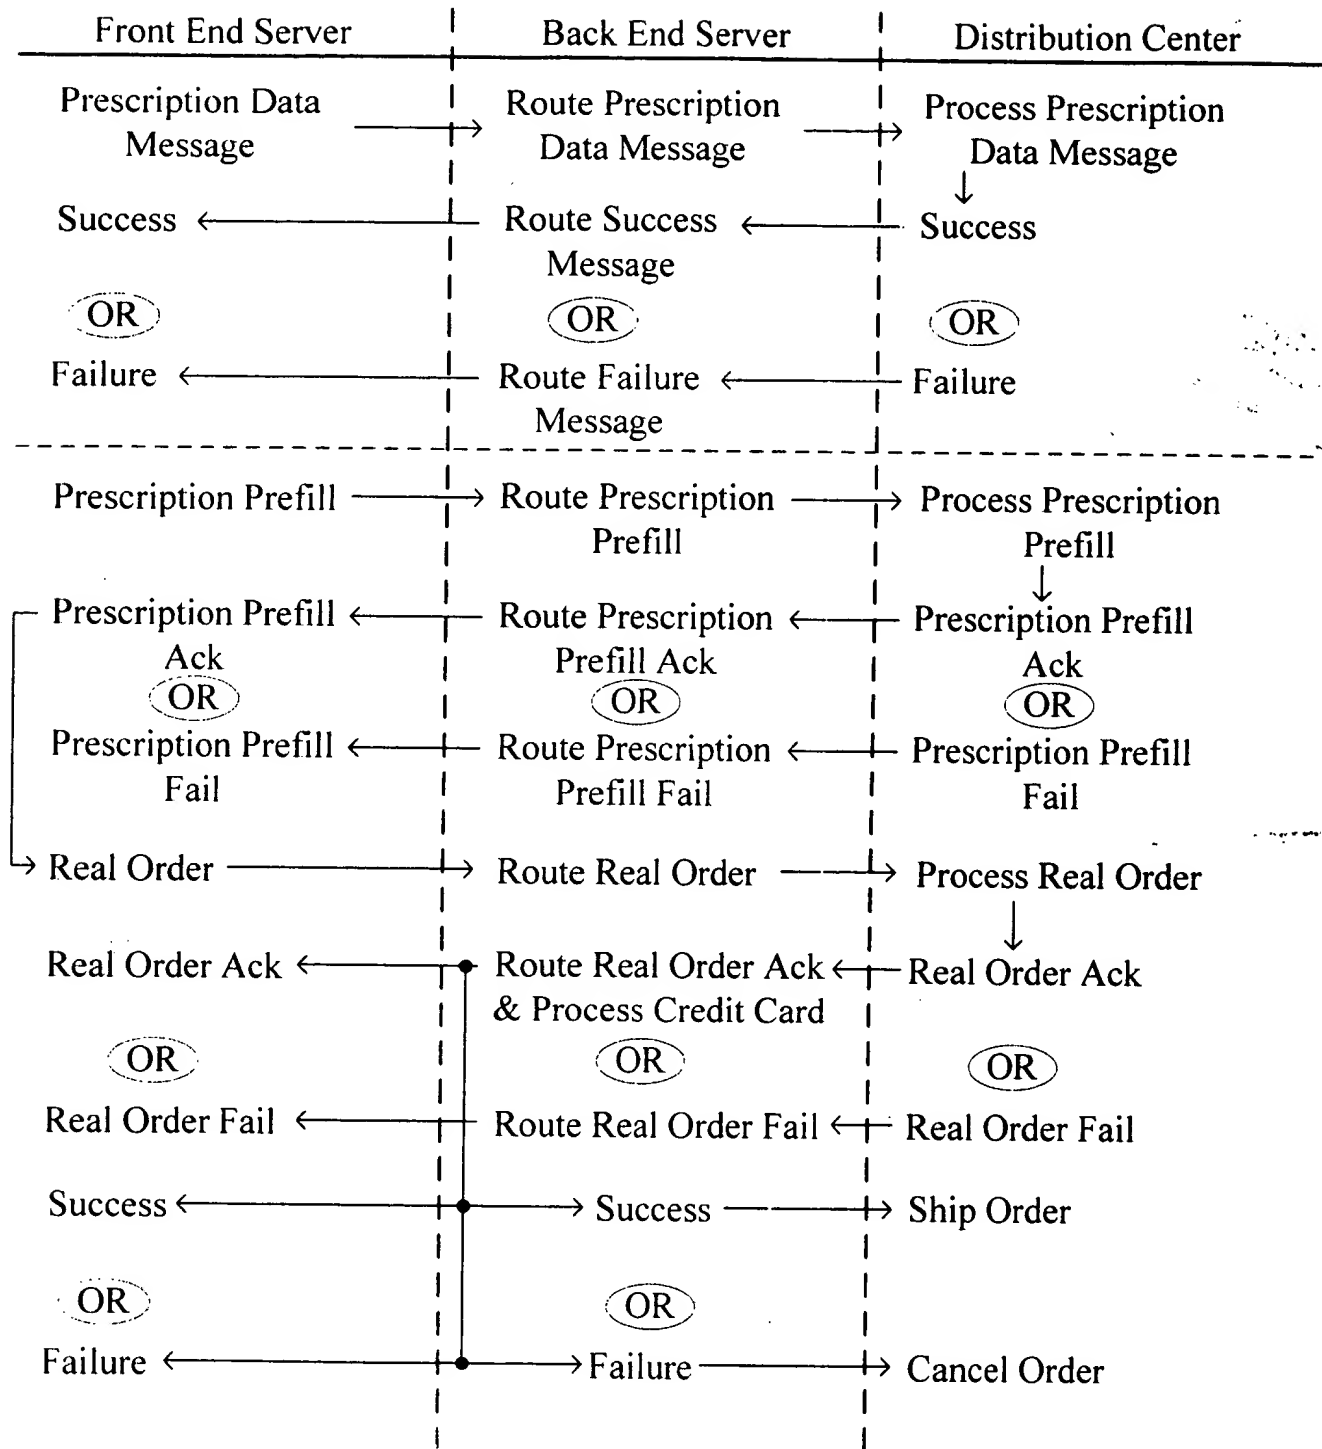 Front End Server
Back End Server
Distribution Center
Prescription Data
Message
Route Prescription
Data Message
Process Prescription
Data Message
Success
Route Success
Message
Success
OR
OR
OR
Failure
Route Failure
Message
Failure
Prescription Prefill
Route Prescription
Prefill
Process Prescription
Prefill
Prescription Prefill
Ack
Route Prescription
Prefill Ack
Prescription Prefill
Ack
OR
OR
OR
Prescription Prefill
Fail
Route Prescription
Prefill Fail
Prescription Prefill
Fail
Real Order
Route Real Order
Process Real Order
Real Order Ack
Route Real Order Ack
& Process Credit Card
Real Order Ack
OR
OR
OR
Real Order Fail
Route Real Order Fail
Real Order Fail
Success
Success
Ship Order
OR
OR
Failure
Failure
Cancel Order